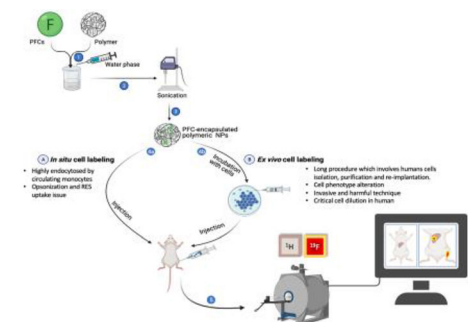 F
PFCs
Polymer
1
Water phase
2
Sonication
3
PFC-encapsulated
polymeric NPs
4a
4b
A In situ cell labeling
• Highly endocytosed by
circulating monocytes
• Opsonization and RES
uptake issue
Incubation
with cells
B Ex vivo cell labeling
• Long procedure which involves humans cells
isolation, purification and re-implantation.
• Cell phenotype alteration
• Invasive and harmful technique
• Critical cell dilution in human
Injection
Injection
¹H
¹⁹F
5